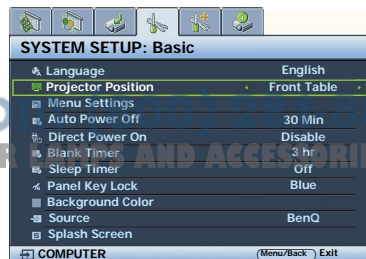 SYSTEM SETUP: Basic
Language English
Projector Position Front Table
Menu Settings
Auto Power Off 30 Min
Direct Power On Disable
Blank Timer 3 hr
Sleep Timer Off
Panel Key Lock Blue
Background Color
Source BenQ
Splash Screen
COMPUTER Menu/Back Exit